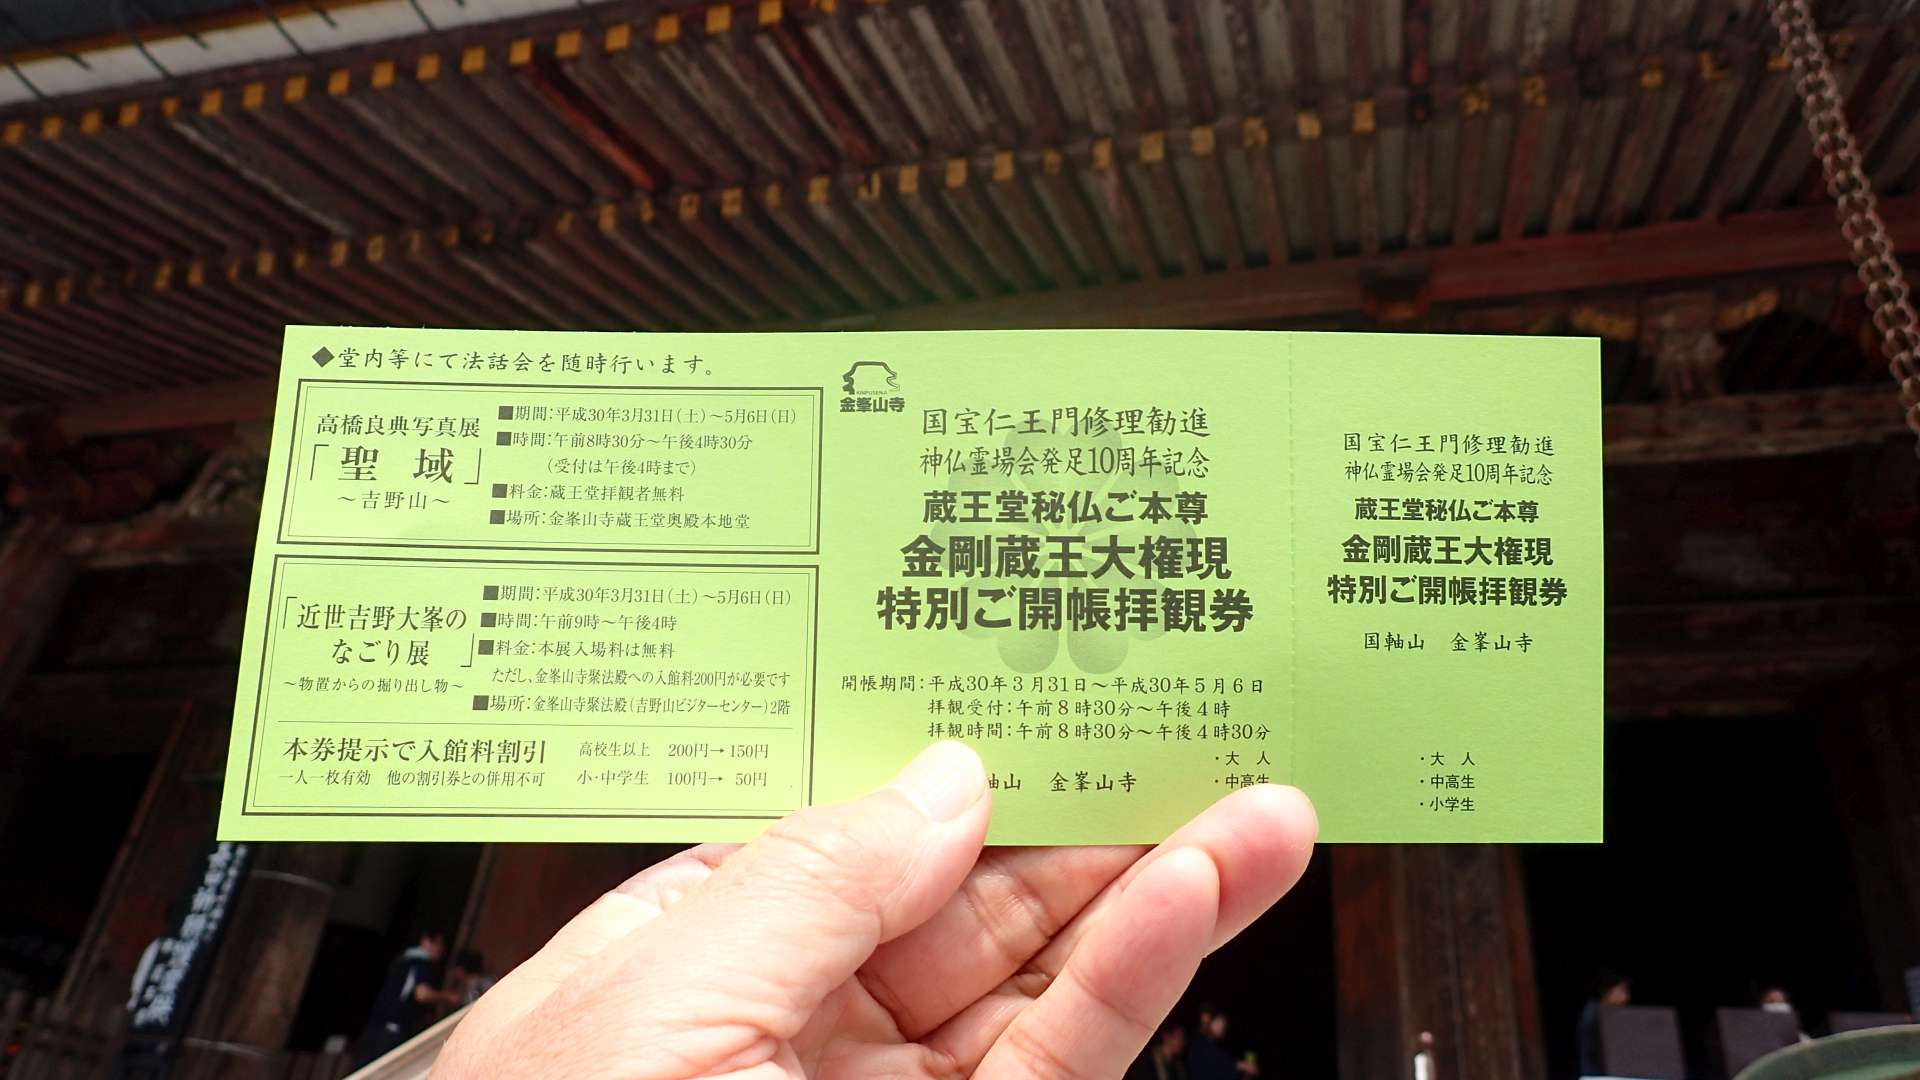 ◆堂内等にて法話会を随時行います。
高橋良典写真展
「聖 域」
～吉野山～
■期間：平成30年3月31日（土）～5月6日（日）
■時間：午前8時30分～午後4時30分
（受付は午後4時まで）
■料金：蔵王堂拝観者無料
■場所：金峯山寺蔵王堂奥殿本地堂
「近世吉野大峯の
なごり展」
～物置からの掘り出し物～
■期間：平成30年3月31日（土）～5月6日（日）
■時間：午前9時～午後4時
■料金：本展入場料は無料
ただし、金峯山寺聚法殿への入館料200円が必要です
■場所：金峯山寺聚法殿（吉野山ビジターセンター）2階
本券提示で入館料割引
一人一枚有効　他の割引券との併用不可
高校生以上　200円→150円
小・中学生　100円→ 50円
KINPUSENJI
金峯山寺
国宝仁王門修理勧進
神仏霊場会発足10周年記念
蔵王堂秘仏ご本尊
金剛蔵王大権現
特別ご開帳拝観券
開帳期間：平成30年3月31日～平成30年5月6日
拝観受付：午前8時30分～午後4時
拝観時間：午前8時30分～午後4時30分
軸山　金峯山寺
・大　人
・中高生
国宝仁王門修理勧進
神仏霊場会発足10周年記念
蔵王堂秘仏ご本尊
金剛蔵王大権現
特別ご開帳拝観券
国軸山　金峯山寺
・大　人
・中高生
・小学生